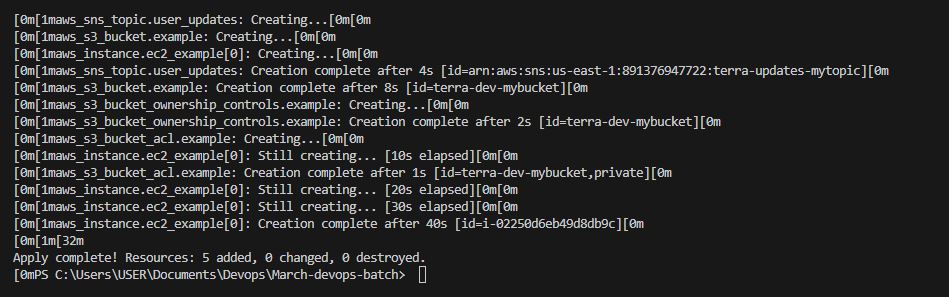 [0m[1maws_sns_topic.user_updates: Creating...[0m[0m
[0m[1maws_s3_bucket.example: Creating...[0m[0m
[0m[1maws_instance.ec2_example[0]: Creating...[0m[0m
[0m[1maws_sns_topic.user_updates: Creation complete after 4s [id=arn:aws:sns:us-east-1:891376947722:terra-updates-mytopic][0m
[0m[1maws_s3_bucket.example: Creation complete after 8s [id=terra-dev-mybucket][0m
[0m[1maws_s3_bucket_ownership_controls.example: Creating...[0m[0m
[0m[1maws_s3_bucket_ownership_controls.example: Creation complete after 2s [id=terra-dev-mybucket][0m
[0m[1maws_s3_bucket_acl.example: Creating...[0m[0m
[0m[1maws_instance.ec2_example[0]: Still creating... [10s elapsed][0m[0m
[0m[1maws_s3_bucket_acl.example: Creation complete after 1s [id=terra-dev-mybucket,private][0m
[0m[1maws_instance.ec2_example[0]: Still creating... [20s elapsed][0m[0m
[0m[1maws_instance.ec2_example[0]: Still creating... [30s elapsed][0m[0m
[0m[1maws_instance.ec2_example[0]: Creation complete after 40s [id=i-02250d6eb49d8db9c][0m
[0m[1m[32m
Apply complete! Resources: 5 added, 0 changed, 0 destroyed.
[0mPS C:\Users\USER\Documents\Devops\March-devops-batch>